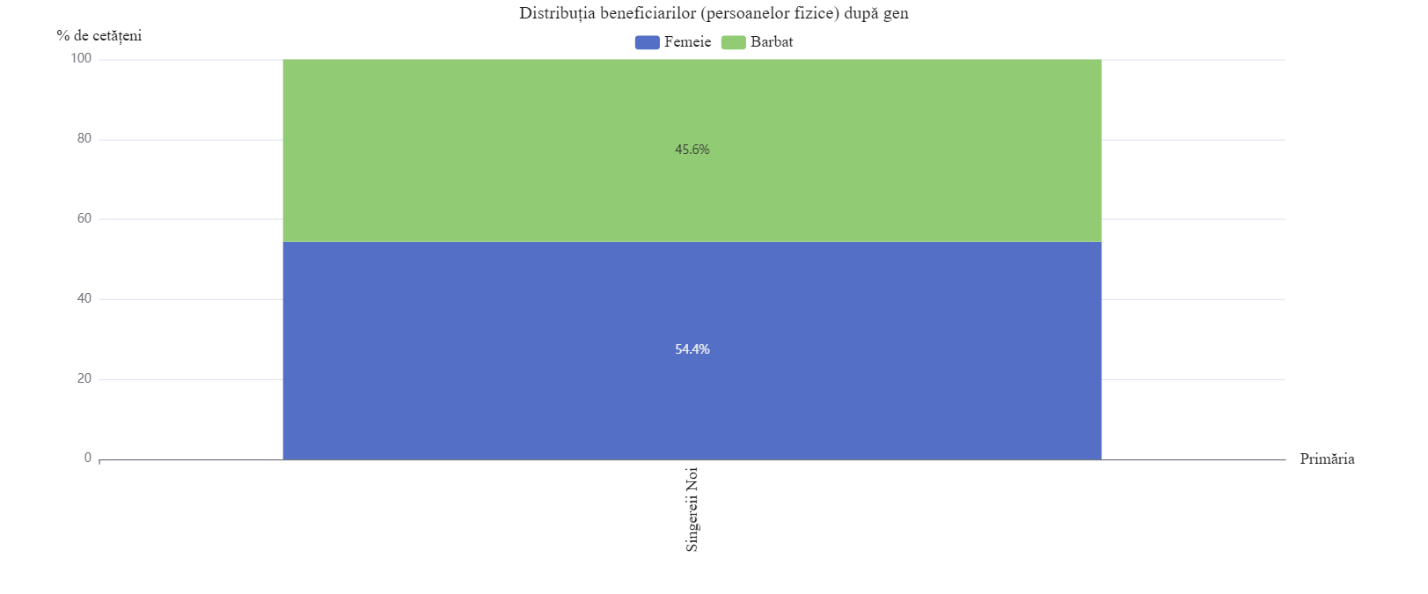 Distribuția beneficiarilor (persoanelor fizice) după gen
% de cetățeni
Femeie Barbat
100
80
45.6%
60
40
54.4%
20
0
Primăria
Singereii Noi